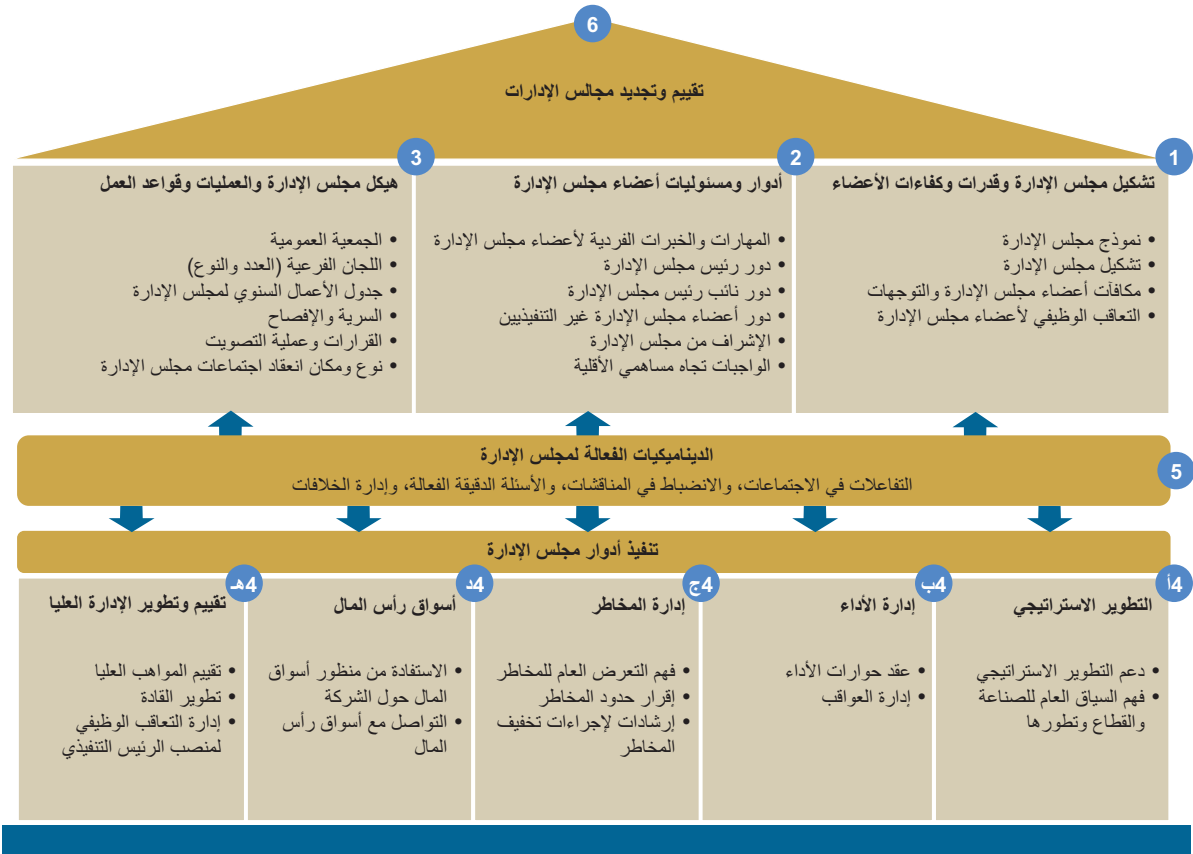 6
تقييم وتجديد مجالس الإدارات
1
تشكيل مجلس الإدارة وقدرات وكفاءات الأعضاء
• نموذج مجلس الإدارة
• تشكيل مجلس الإدارة
• مكافآت أعضاء مجلس الإدارة والتوجهات
• التعاقب الوظيفي لأعضاء مجلس الإدارة
2
أدوار ومسئوليات أعضاء مجلس الإدارة
• المهارات والخبرات الفردية لأعضاء مجلس الإدارة
• دور رئيس مجلس الإدارة
• دور نائب رئيس مجلس الإدارة
• دور أعضاء مجلس الإدارة غير التنفيذيين
• الإشراف من مجلس الإدارة
• الواجبات تجاه مساهمي الأقلية
3
هيكل مجلس الإدارة والعمليات وقواعد العمل
• الجمعية العمومية
• اللجان الفرعية (العدد والنوع)
• جدول الأعمال السنوي لمجلس الإدارة
• السرية والإفصاح
• القرارات وعملية التصويت
• نوع ومكان انعقاد اجتماعات مجلس الإدارة
5
الديناميكيات الفعالة لمجلس الإدارة
التفاعلات في الاجتماعات، والانضباط في المناقشات، والأسئلة الدقيقة الفعالة، وإدارة الخلافات
تنفيذ أدوار مجلس الإدارة
4أ
التطوير الاستراتيجي
• دعم التطوير الاستراتيجي
• فهم السياق العام للصناعة
والقطاع وتطورها
4ب
إدارة الأداء
• عقد حوارات الأداء
• إدارة العواقب
4ج
إدارة المخاطر
• فهم التعرض العام للمخاطر
• إقرار حدود المخاطر
• إرشادات لإجراءات تخفيف
المخاطر
4د
أسواق رأس المال
• الاستفادة من منظور أسواق
المال حول الشركة
• التواصل مع أسواق رأس
المال
4هـ
تقييم وتطوير الإدارة العليا
• تقييم المواهب العليا
• تطوير القادة
• إدارة التعاقب الوظيفي
لمنصب الرئيس التنفيذي